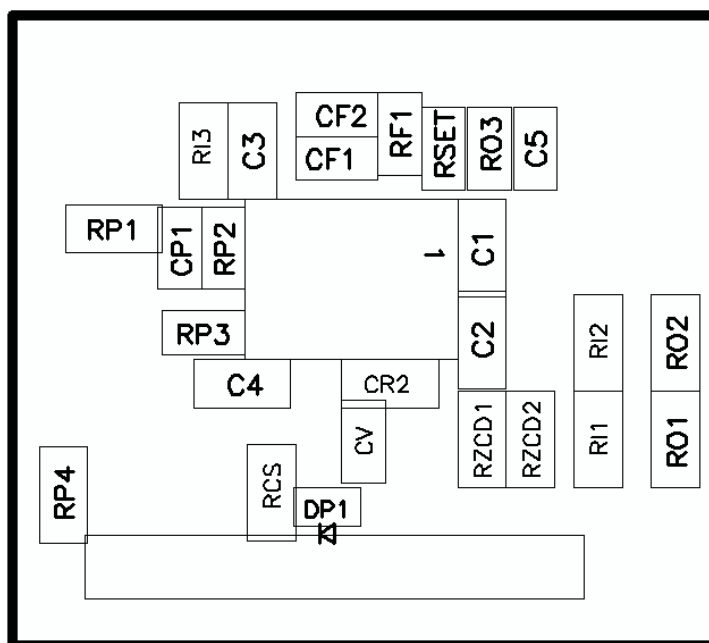 CF2
RI3
C3
RF1
RSET
RO3
C5
CF1
RP1
CP1
RP2
1
C1
RP3
C2
RI2
RO2
C4
CR2
CV
RZCD1
RZCD2
RI1
RO1
RP4
RCS
DP1